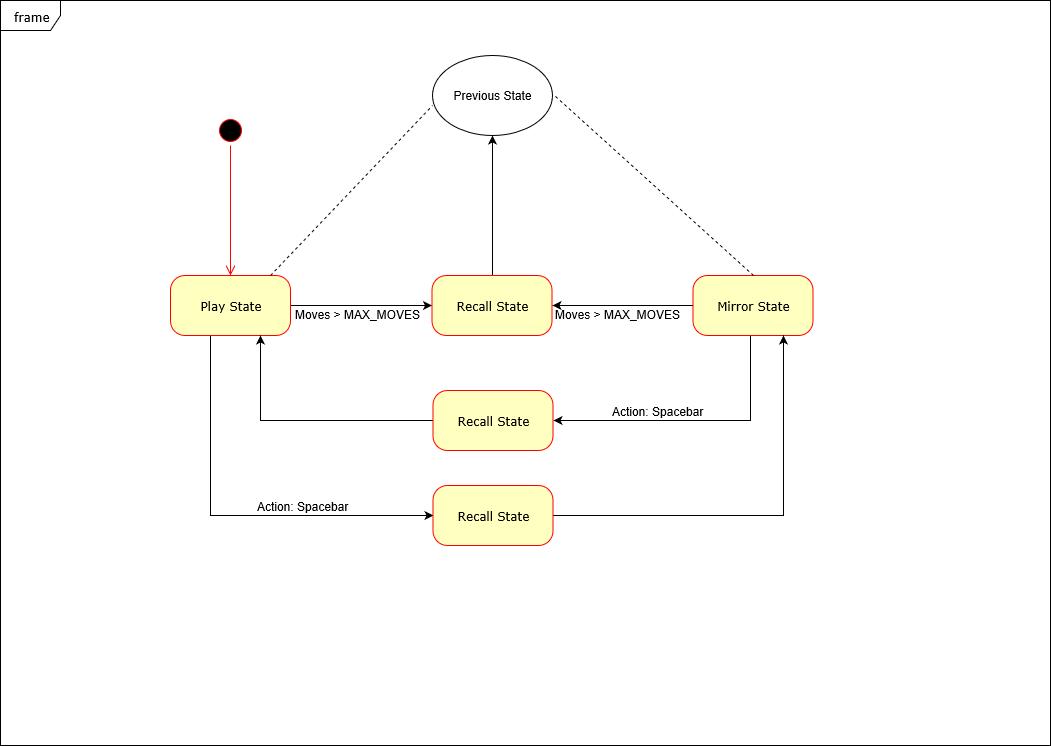 frame
Previous State
Play State
Recall State
Mirror State
Moves > MAX_MOVES
Moves > MAX_MOVES
Action: Spacebar
Recall State
Action: Spacebar
Recall State